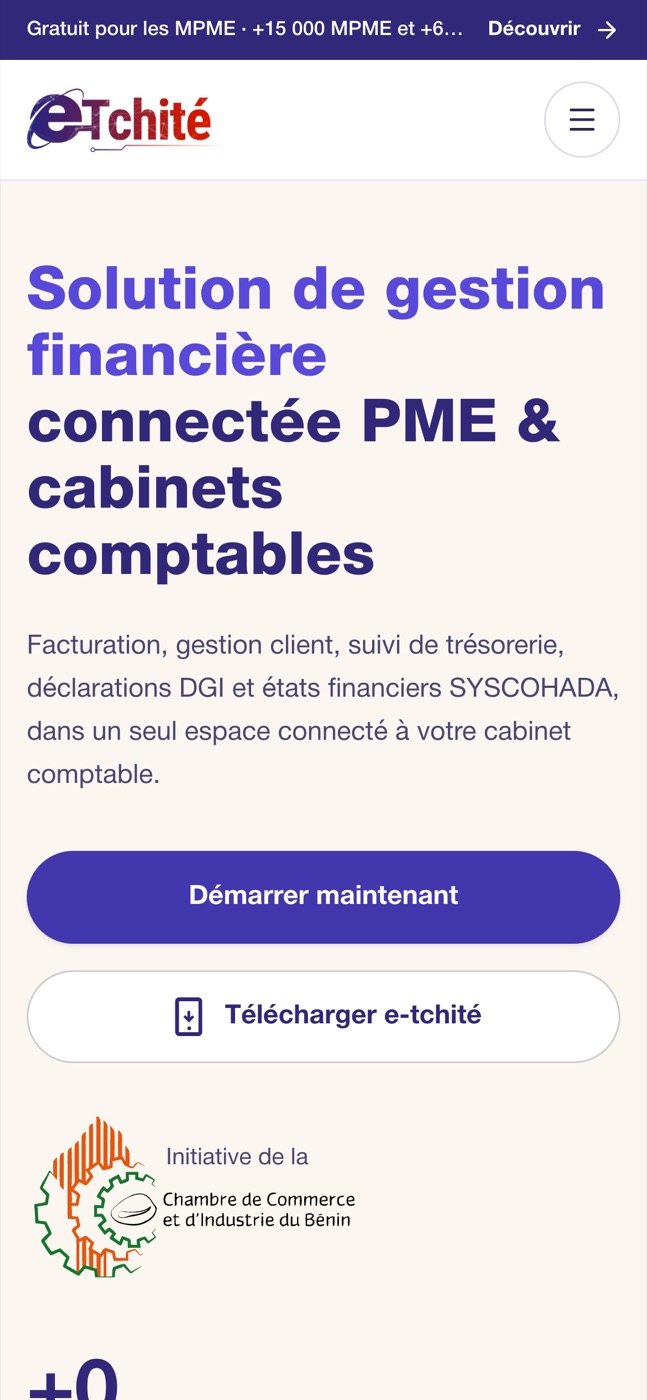 Gratuit pour les MPME · +15 000 MPME et +6... Découvrir →
eTchité
Solution de gestion
financière
connectée PME &
cabinets
comptables
Facturation, gestion client, suivi de trésorerie,
déclarations DGI et états financiers SYSCOHADA,
dans un seul espace connecté à votre cabinet
comptable.
Démarrer maintenant
Télécharger e-tchité
Initiative de la
Chambre de Commerce
et d'Industrie du Bénin
+0